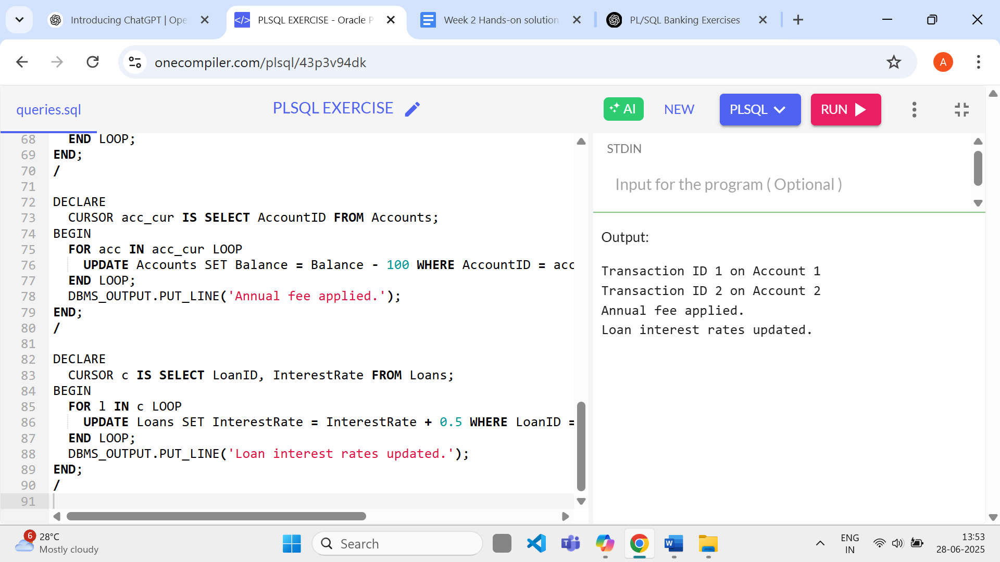 Introducing ChatGPT | Ope
PLSQL EXERCISE - Oracle P
Week 2 Hands-on solution
PL/SQL Banking Exercises
onecompiler.com/plsql/43p3v94dk
A
queries.sql
PLSQL EXERCISE
AI
NEW
PLSQL
RUN
68 END LOOP;
69 END;
70 /
71
72 DECLARE
73 CURSOR acc_cur IS SELECT AccountID FROM Accounts;
74 BEGIN
75 FOR acc IN acc_cur LOOP
76 UPDATE Accounts SET Balance = Balance - 100 WHERE AccountID = acc
77 END LOOP;
78 DBMS_OUTPUT.PUT_LINE('Annual fee applied.');
79 END;
80 /
81
82 DECLARE
83 CURSOR c IS SELECT LoanID, InterestRate FROM Loans;
84 BEGIN
85 FOR l IN c LOOP
86 UPDATE Loans SET InterestRate = InterestRate + 0.5 WHERE LoanID =
87 END LOOP;
88 DBMS_OUTPUT.PUT_LINE('Loan interest rates updated.');
89 END;
90 /
91
STDIN
Input for the program ( Optional )
Output:
Transaction ID 1 on Account 1
Transaction ID 2 on Account 2
Annual fee applied.
Loan interest rates updated.
6
28°C
Mostly cloudy
Search
ENG
IN
13:53
28-06-2025